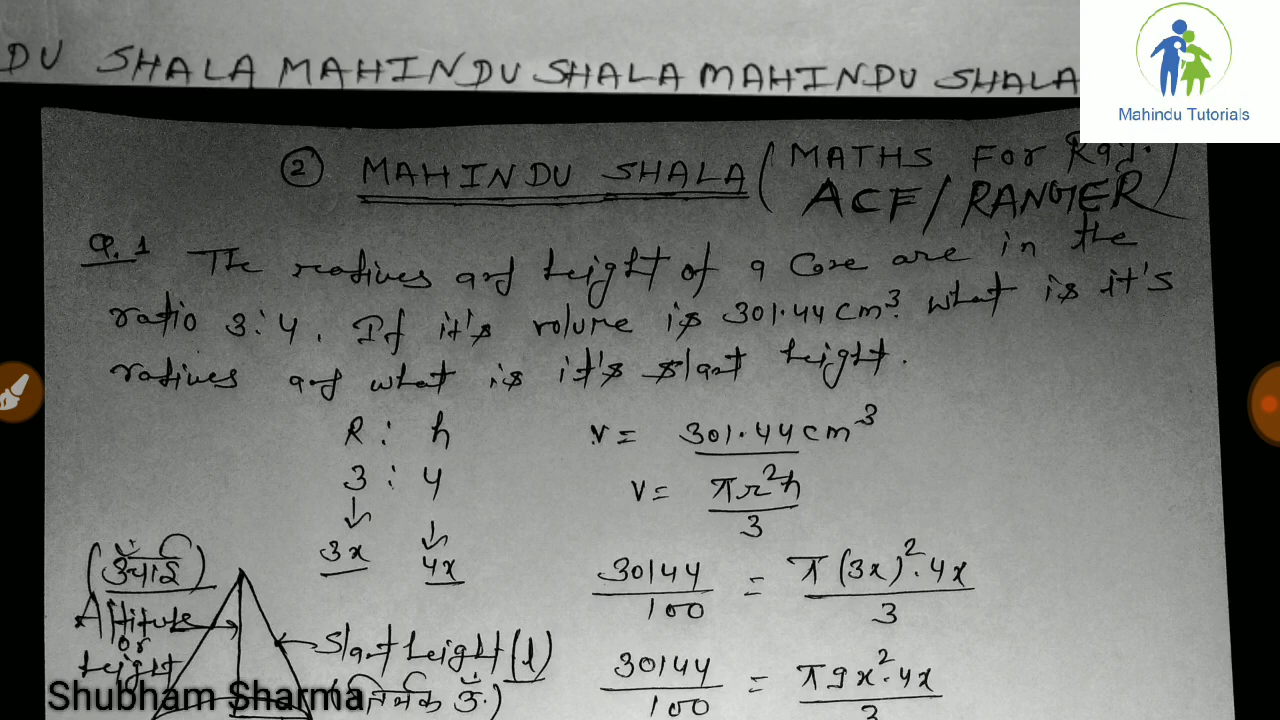 DU SHALA MAHINDU SHALA MAHINDU SHALA
Mahindu Tutorials
② MAHINDU SHALA (MATHS For Raj.
ACF/RANGER)
Q.1 The radius and height of a Cone are in the
ratio 3:4. If it's volume is 301.44 cm³. what is it's
radius and what is it's slant height.
R : h
3 : 4
3x 4x
V = 301.44 cm³
V = πr²h
3
30144 = π(3x)².4x
100 3
30144 = π9x².4x
100 3
(ऊँचाई)
Altitude
or
height
Slant height (l)
(तिर्यक ऊँ.)
Shubham Sharma